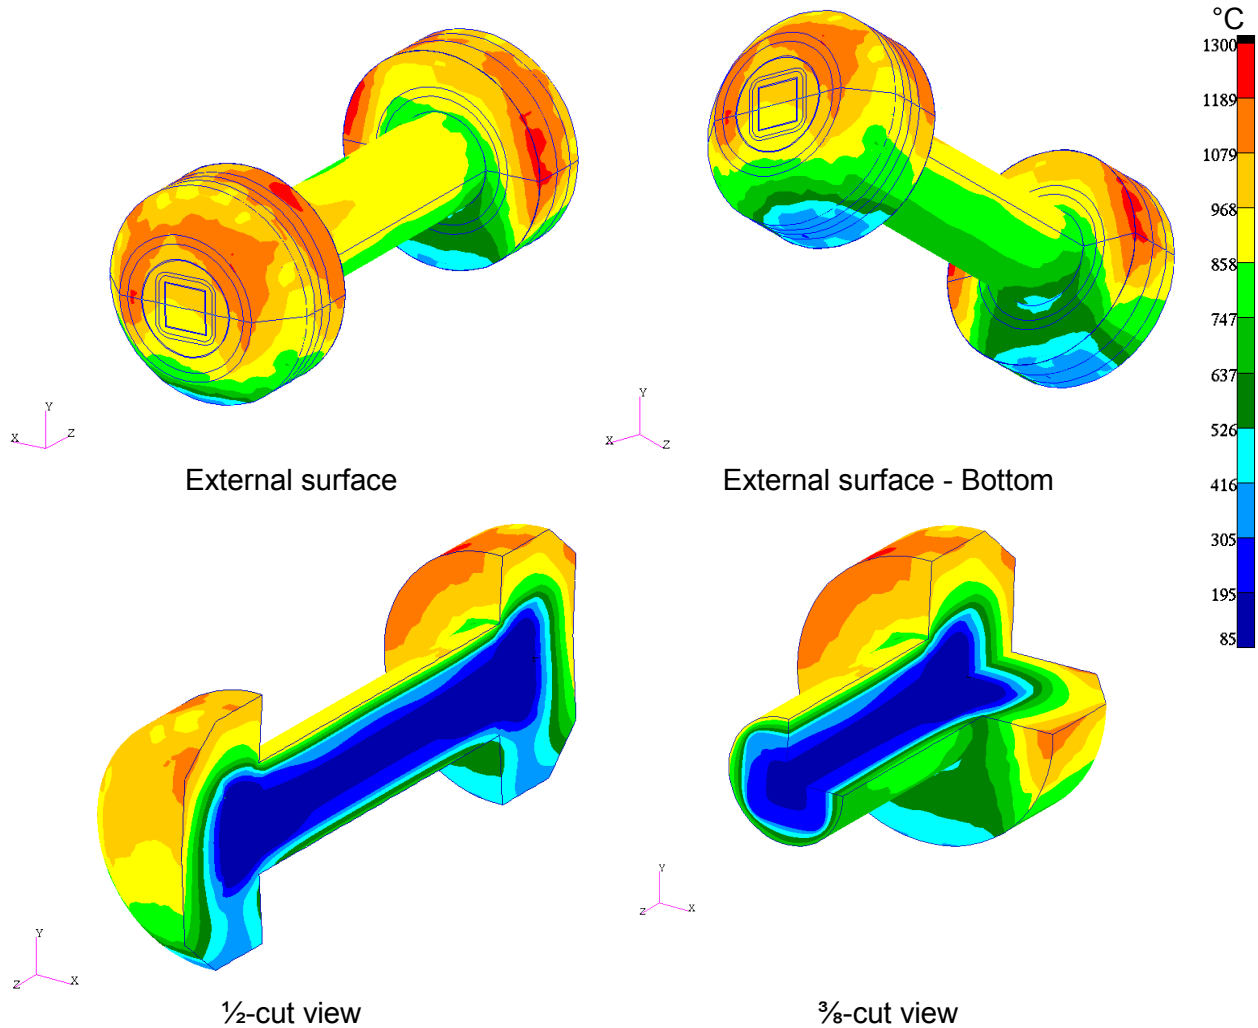 °C
1300
1189
1079
968
858
747
637
526
416
305
195
85
Y
X
Z
Y
X
Z
External surface
External surface - Bottom
Y
Z
X
Y
Z
X
½-cut view
⅜-cut view